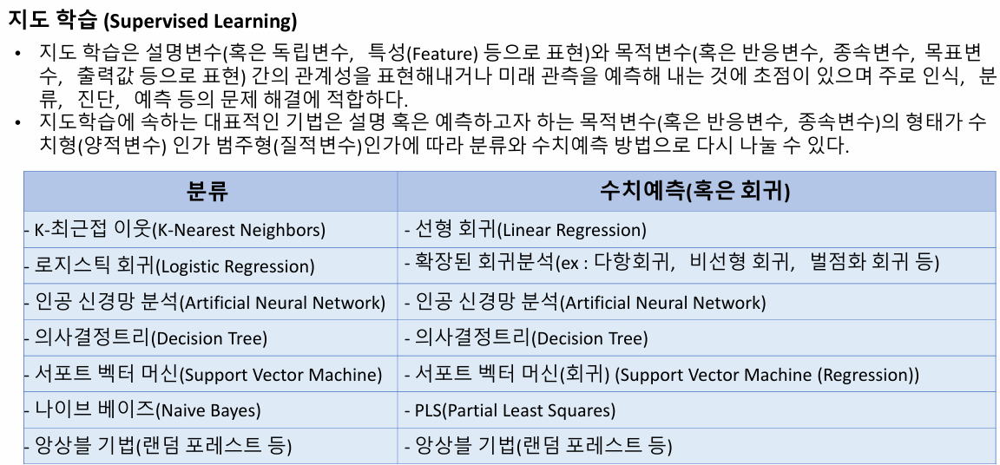 지도 학습 (Supervised Learning)
• 지도 학습은 설명변수(혹은 독립변수, 특성(Feature) 등으로 표현)와 목적변수(혹은 반응변수, 종속변수, 목표변
수, 출력값 등으로 표현) 간의 관계성을 표현해내거나 미래 관측을 예측해 내는 것에 초점이 있으며 주로 인식, 분
류, 진단, 예측 등의 문제 해결에 적합하다.
• 지도학습에 속하는 대표적인 기법은 설명 혹은 예측하고자 하는 목적변수(혹은 반응변수, 종속변수)의 형태가 수
치형(양적변수) 인가 범주형(질적변수)인가에 따라 분류와 수치예측 방법으로 다시 나눌 수 있다.
분류 수치예측(혹은 회귀)
- K-최근접 이웃(K-Nearest Neighbors) - 선형 회귀(Linear Regression)
- 로지스틱 회귀(Logistic Regression) - 확장된 회귀분석(ex : 다항회귀, 비선형 회귀, 벌점화 회귀 등)
- 인공 신경망 분석(Artificial Neural Network) - 인공 신경망 분석(Artificial Neural Network)
- 의사결정트리(Decision Tree) - 의사결정트리(Decision Tree)
- 서포트 벡터 머신(Support Vector Machine) - 서포트 벡터 머신(회귀) (Support Vector Machine (Regression))
- 나이브 베이즈(Naive Bayes) - PLS(Partial Least Squares)
- 앙상블 기법(랜덤 포레스트 등) - 앙상블 기법(랜덤 포레스트 등)